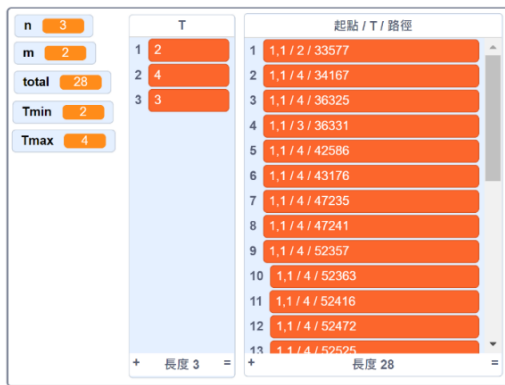 n 3
m 2
total 28
Tmin 2
Tmax 4
T
1 2
2 4
3 3
+ 長度 3 =
起點 / T / 路徑
1 1,1 / 2 / 33577
2 1,1 / 4 / 34167
3 1,1 / 4 / 36325
4 1,1 / 3 / 36331
5 1,1 / 4 / 42586
6 1,1 / 4 / 43176
7 1,1 / 4 / 47235
8 1,1 / 4 / 47241
9 1,1 / 4 / 52357
10 1,1 / 4 / 52363
11 1,1 / 4 / 52416
12 1,1 / 4 / 52472
13 1,1 / 4 / 52525
+ 長度 28 =